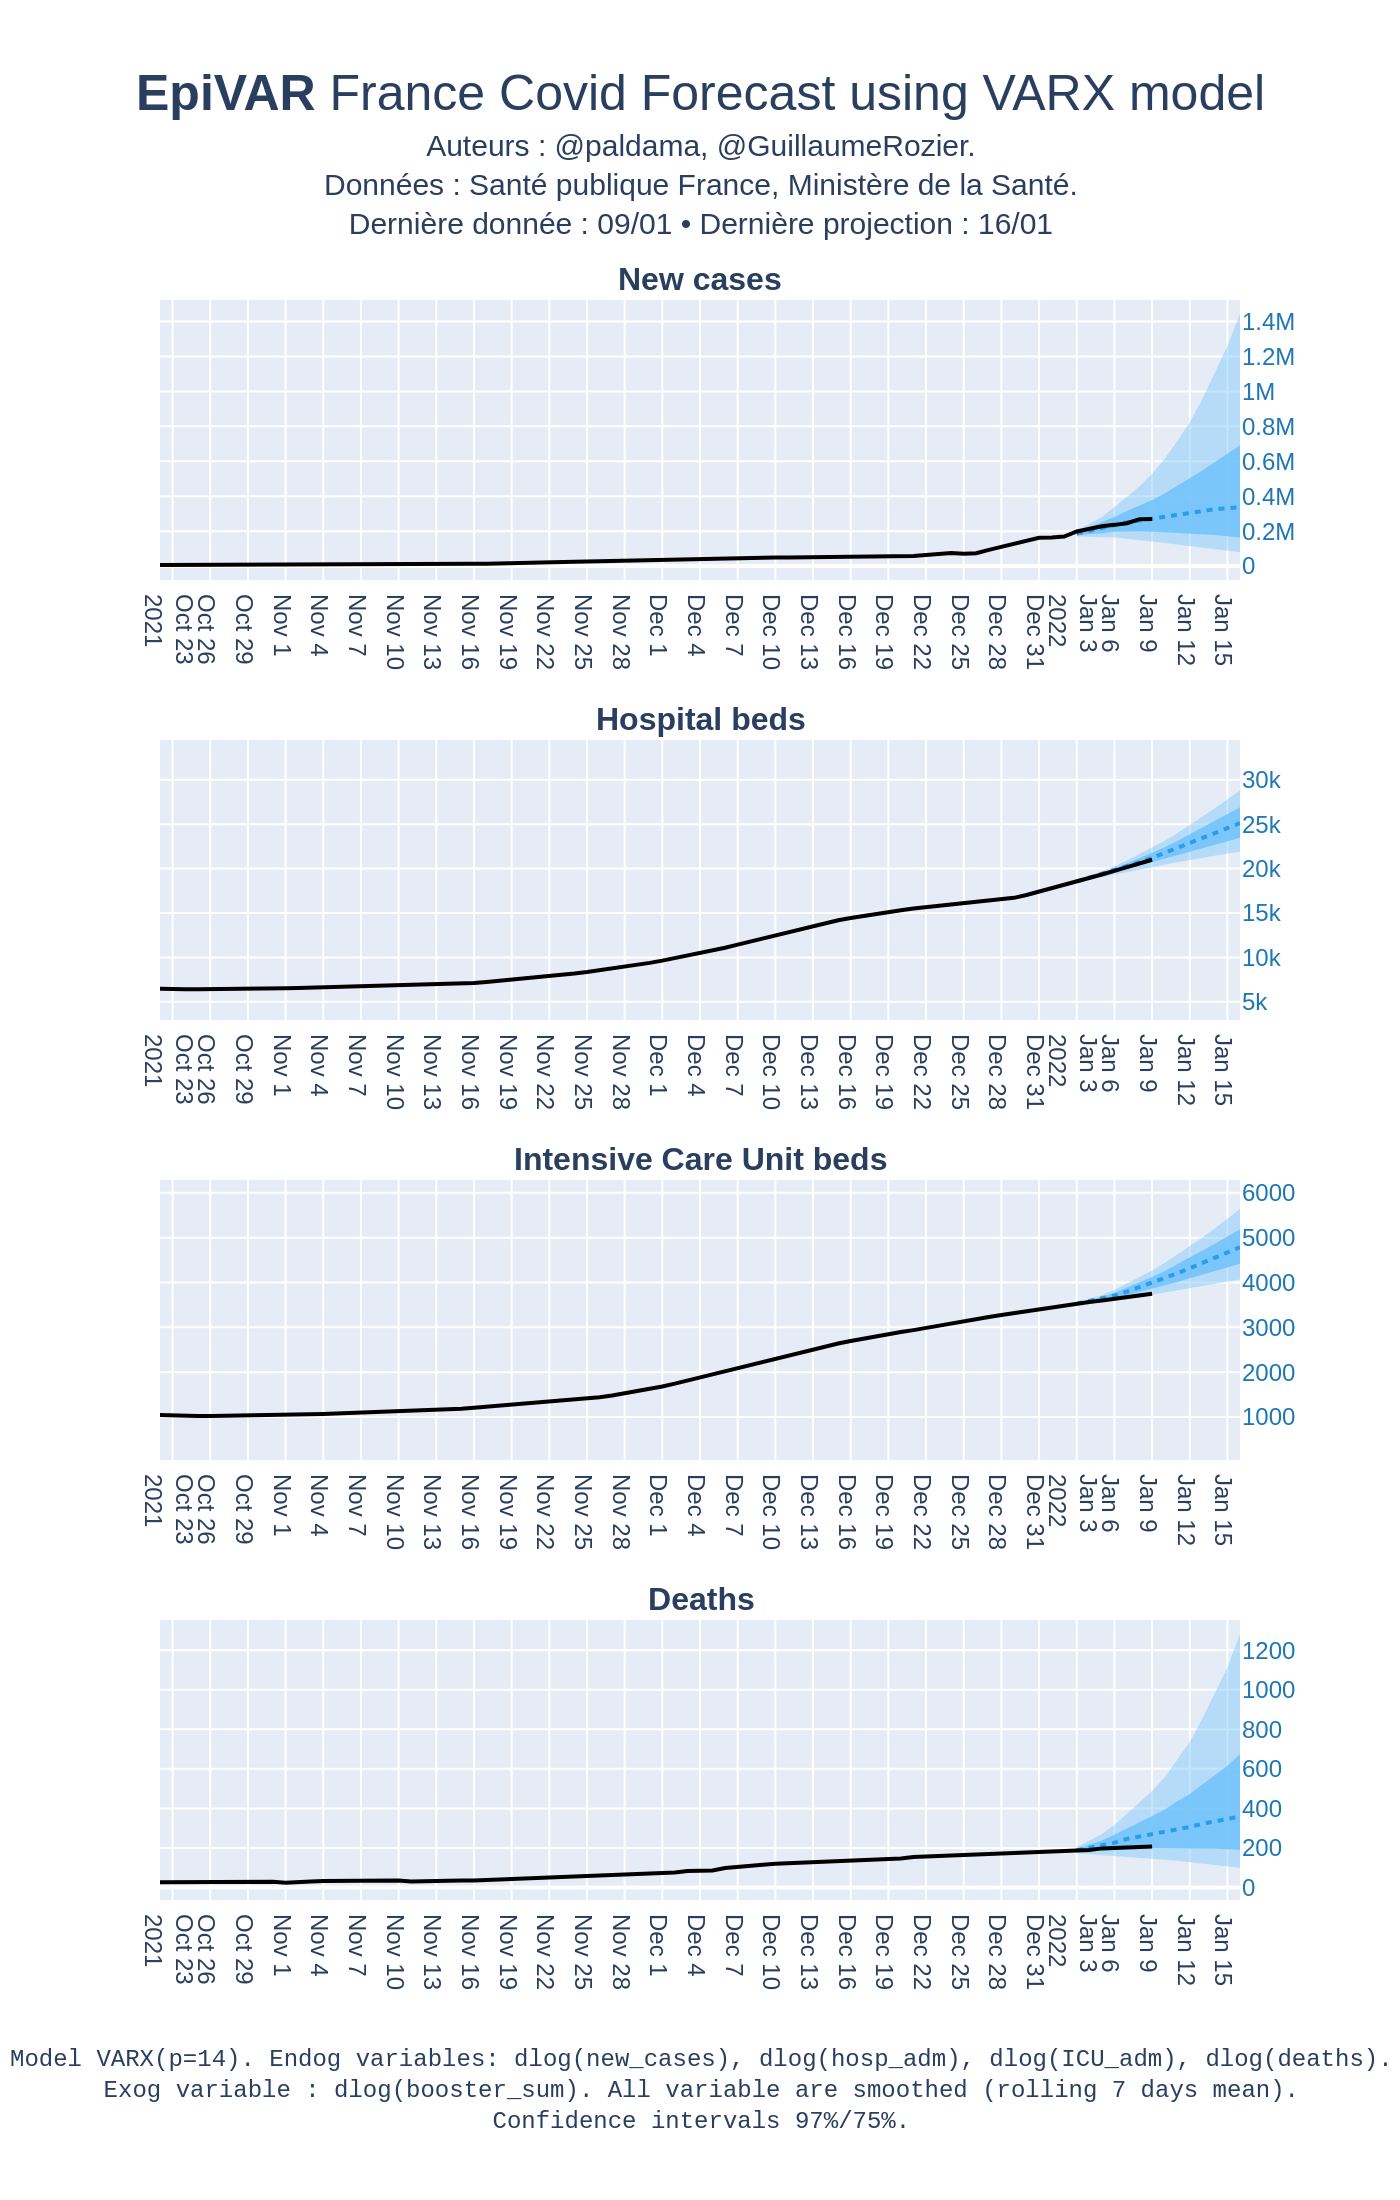 EpiVAR France Covid Forecast using VARX model
Auteurs : @paldama, @GuillaumeRozier.
Données : Santé publique France, Ministère de la Santé.
Dernière donnée : 09/01 • Dernière projection : 16/01
New cases
1.4M
1.2M
1M
0.8M
0.6M
0.4M
0.2M
0
2021 Oct 23 Oct 26 Oct 29 Nov 1 Nov 4 Nov 7 Nov 10 Nov 13 Nov 16 Nov 19 Nov 22 Nov 25 Nov 28 Dec 1 Dec 4 Dec 7 Dec 10 Dec 13 Dec 16 Dec 19 Dec 22 Dec 25 Dec 28 Dec 31 2022 Jan 3 Jan 6 Jan 9 Jan 12 Jan 15
Hospital beds
30k
25k
20k
15k
10k
5k
2021 Oct 23 Oct 26 Oct 29 Nov 1 Nov 4 Nov 7 Nov 10 Nov 13 Nov 16 Nov 19 Nov 22 Nov 25 Nov 28 Dec 1 Dec 4 Dec 7 Dec 10 Dec 13 Dec 16 Dec 19 Dec 22 Dec 25 Dec 28 Dec 31 2022 Jan 3 Jan 6 Jan 9 Jan 12 Jan 15
Intensive Care Unit beds
6000
5000
4000
3000
2000
1000
2021 Oct 23 Oct 26 Oct 29 Nov 1 Nov 4 Nov 7 Nov 10 Nov 13 Nov 16 Nov 19 Nov 22 Nov 25 Nov 28 Dec 1 Dec 4 Dec 7 Dec 10 Dec 13 Dec 16 Dec 19 Dec 22 Dec 25 Dec 28 Dec 31 2022 Jan 3 Jan 6 Jan 9 Jan 12 Jan 15
Deaths
1200
1000
800
600
400
200
0
2021 Oct 23 Oct 26 Oct 29 Nov 1 Nov 4 Nov 7 Nov 10 Nov 13 Nov 16 Nov 19 Nov 22 Nov 25 Nov 28 Dec 1 Dec 4 Dec 7 Dec 10 Dec 13 Dec 16 Dec 19 Dec 22 Dec 25 Dec 28 Dec 31 2022 Jan 3 Jan 6 Jan 9 Jan 12 Jan 15
Model VARX(p=14). Endog variables: dlog(new_cases), dlog(hosp_adm), dlog(ICU_adm), dlog(deaths).
Exog variable : dlog(booster_sum). All variable are smoothed (rolling 7 days mean).
Confidence intervals 97%/75%.